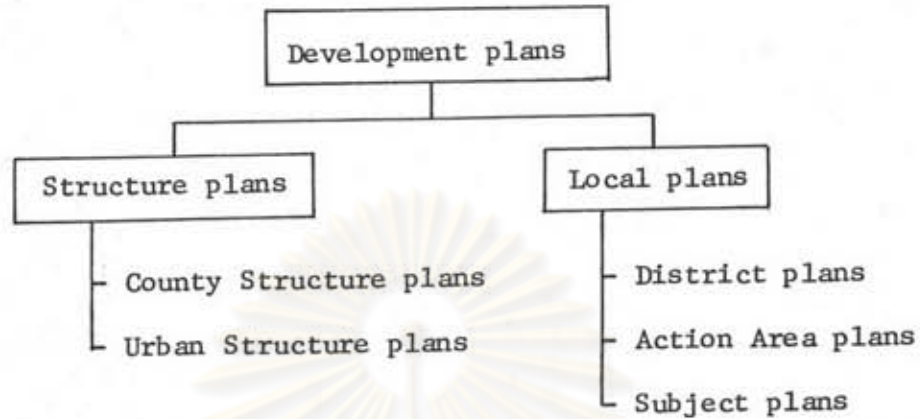 Development plans
Structure plans
Local plans
County Structure plans
Urban Structure plans
District plans
Action Area plans
Subject plans